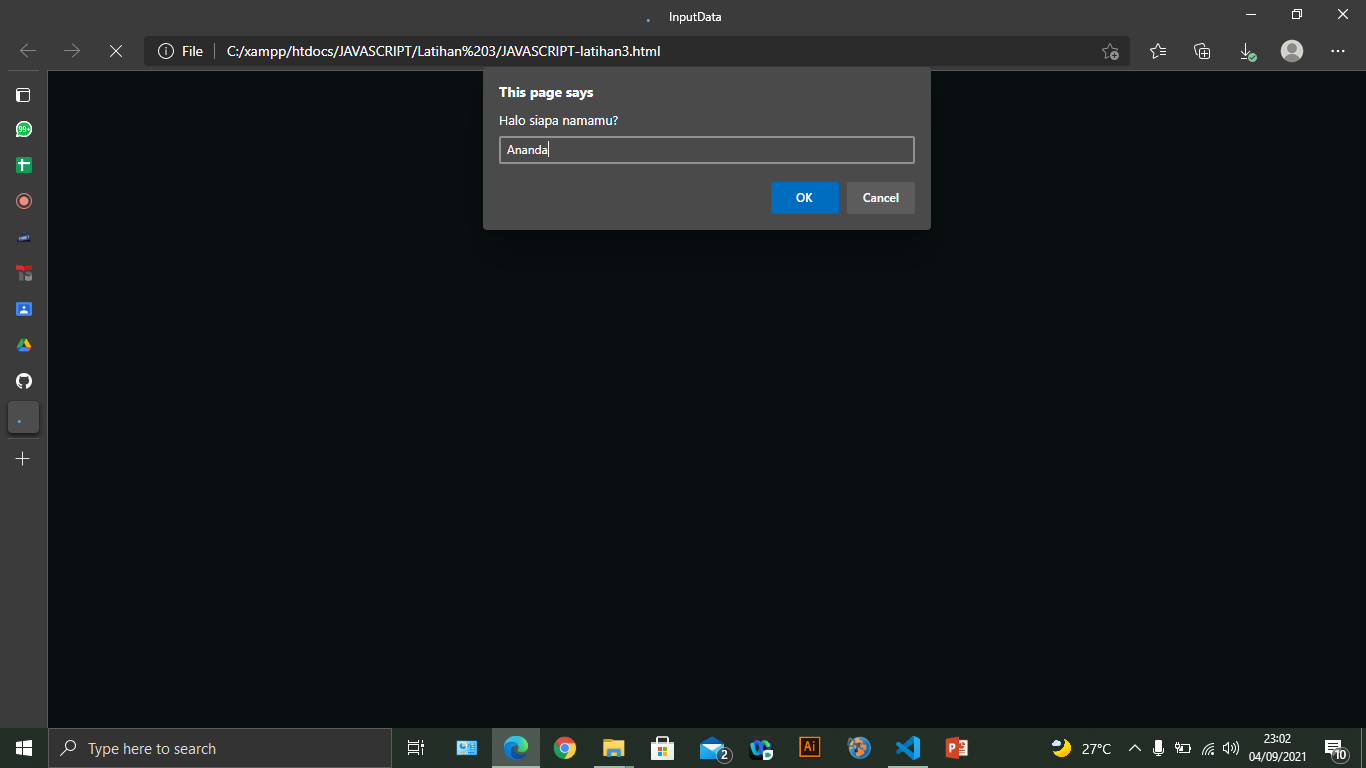 InputData
File
C:/xampp/htdocs/JAVASCRIPT/Latihan%203/JAVASCRIPT-latihan3.html
This page says
Halo siapa namamu?
Ananda
OK Cancel
99+
Type here to search
2
Ai
27°C
23:02
04/09/2021
10